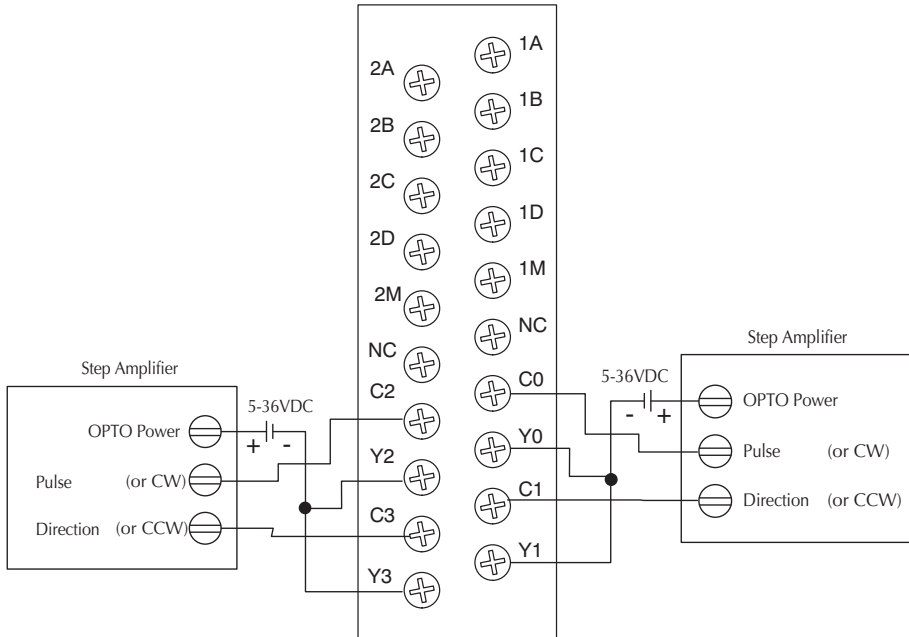 1A
2A
1B
2B
1C
2C
1D
2D
1M
2M
NC
NC
Step Amplifier
Step Amplifier
C2
C0
5-36VDC
5-36VDC
OPTO Power
+ -
- +
OPTO Power
Y2
Y0
Pulse (or CW)
Pulse (or CW)
C3
C1
Direction (or CCW)
Direction (or CCW)
Y3
Y1